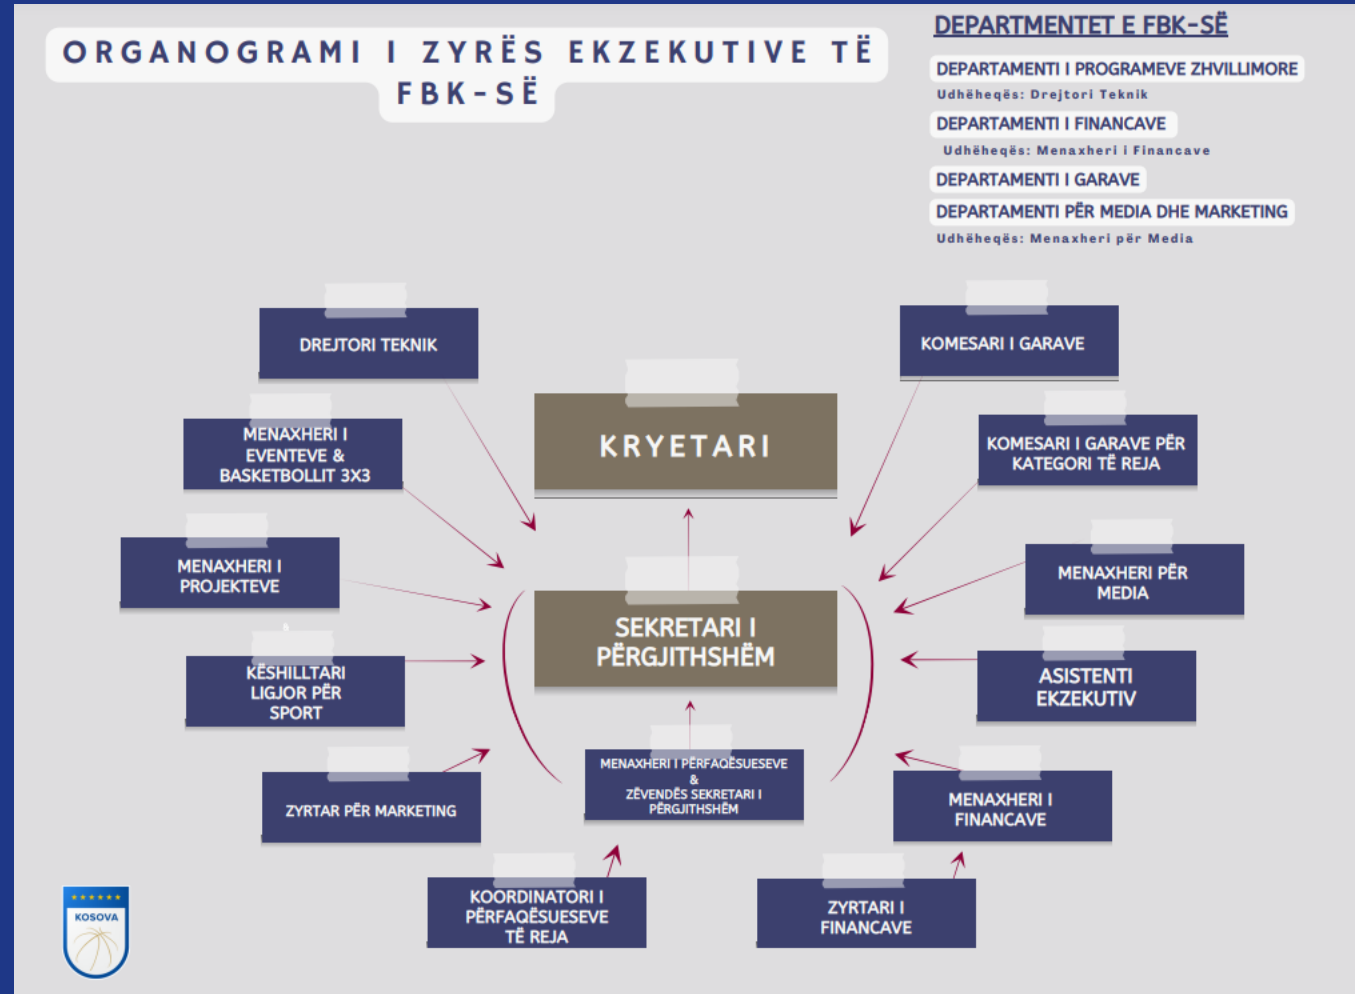 ORGANOGRAMI I ZYRËS EKZEKUTIVE TË
FBK-SË
DEPARTMENTET E FBK-SË
DEPARTAMENTI I PROGRAMEVE ZHVILLIMORE
Udhëheqës: Drejtori Teknik
DEPARTAMENTI I FINANCAVE
Udhëheqës: Menaxheri i Financave
DEPARTAMENTI I GARAVE
DEPARTAMENTI PËR MEDIA DHE MARKETING
Udhëheqës: Menaxheri për Media
DREJTORI TEKNIK
KOMESARI I GARAVE
KRYETARI
MENAXHERI I
EVENTEVE &
BASKETBOLLIT 3X3
KOMESARI I GARAVE PËR
KATEGORI TË REJA
MENAXHERI I
PROJEKTEVE
MENAXHERI PËR
MEDIA
SEKRETARI I
PËRGJITHSHËM
KËSHILLTARI
LIGJOR PËR
SPORT
ASISTENTI
EKZEKUTIV
ZYRTAR PËR MARKETING
MENAXHERI I PËRFAQËSUESEVE
&
ZËVENDËS SEKRETARI I
PËRGJITHSHËM
MENAXHERI I
FINANCAVE
KOORDINATORI I
PËRFAQËSUESEVE
TË REJA
ZYRTARI I
FINANCAVE
KOSOVA